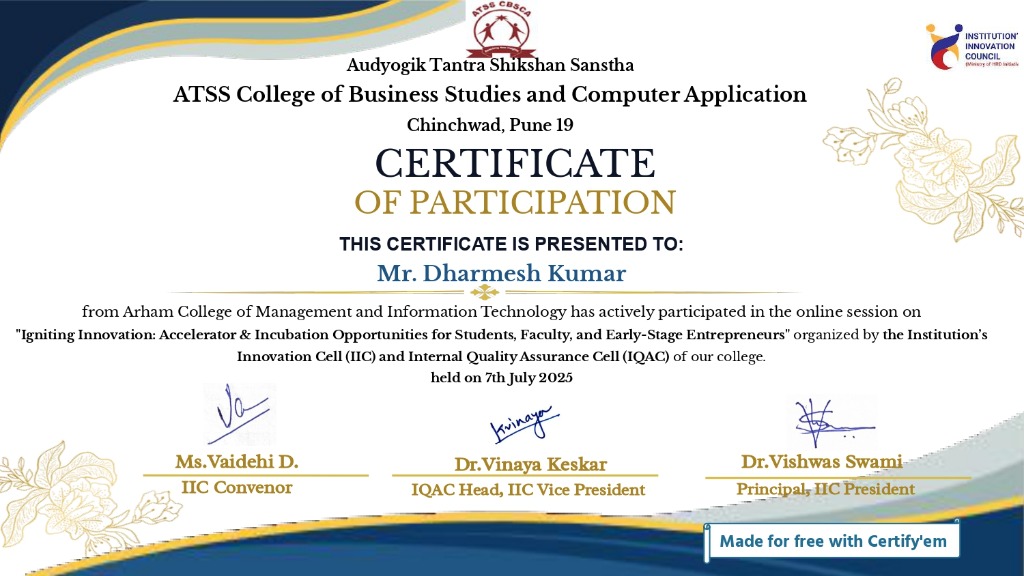 ATSS CBSCA
INSTITUTION'
INNOVATION
COUNCIL
(Ministry of HRD Initiativ
Audyogik Tantra Shikshan Sanstha
ATSS College of Business Studies and Computer Application
Chinchwad, Pune 19
CERTIFICATE
OF PARTICIPATION
THIS CERTIFICATE IS PRESENTED TO:
Mr. Dharmesh Kumar
from Arham College of Management and Information Technology has actively participated in the online session on
"Igniting Innovation: Accelerator & Incubation Opportunities for Students, Faculty, and Early-Stage Entrepreneurs" organized by the Institution's
Innovation Cell (IIC) and Internal Quality Assurance Cell (IQAC) of our college.
held on 7th July 2025
Kvinaya
Ms.Vaidehi D.
IIC Convenor
Dr.Vinaya Keskar
IQAC Head, IIC Vice President
Dr.Vishwas Swami
Principal, IIC President
Made for free with Certify'em